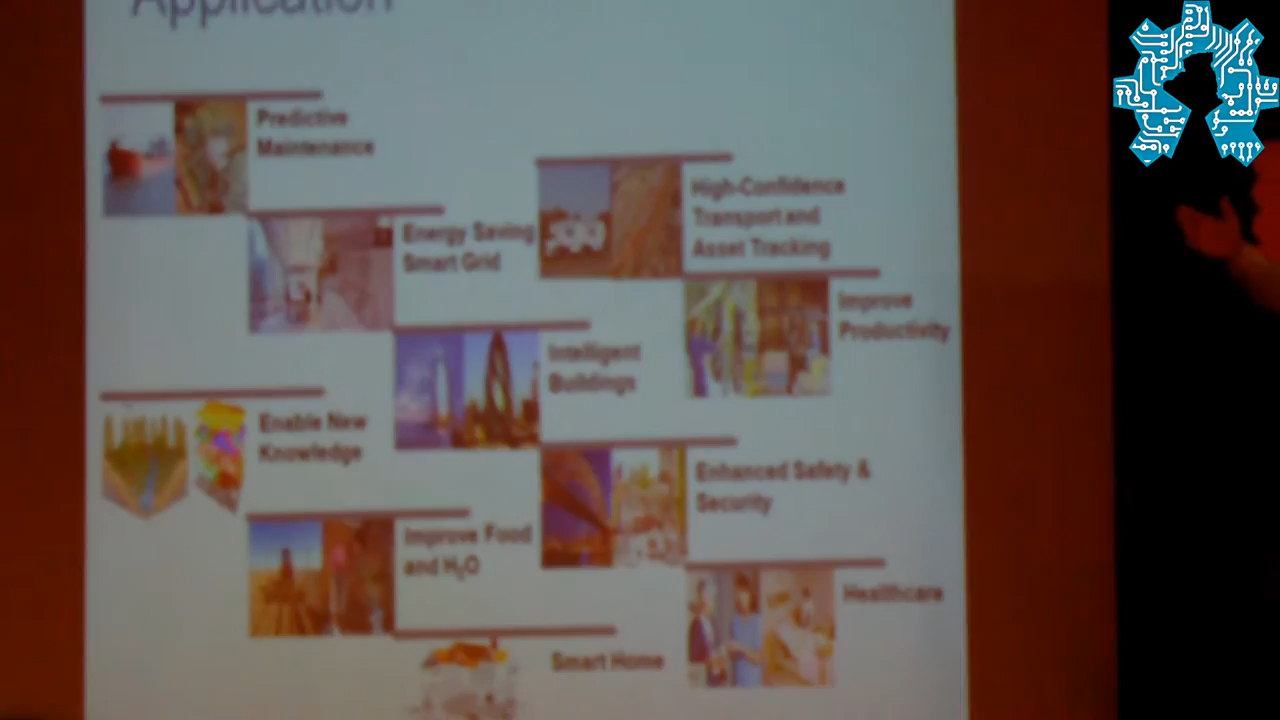 Application
Predictive
Maintenance
High-Confidence
Transport and
Asset Tracking
Energy Saving
Smart Grid
Improve
Productivity
Intelligent
Buildings
Enable New
Knowledge
Enhanced Safety &
Security
Improve Food
and H₂O
Healthcare
Smart Home